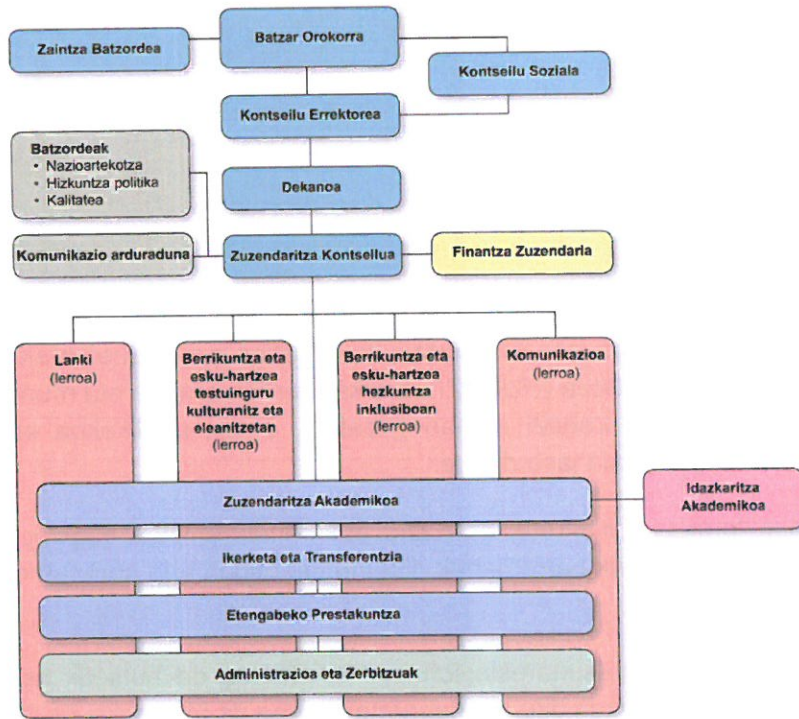 Batzar Orokorra
Zaintza Batzordea
Kontseilu Soziala
Kontseilu Errektorea
Batzordeak
• Nazioartekotza
• Hizkuntza politika
• Kalitatea
Dekanoa
Komunikazio arduraduna
Zuzendaritza Kontseilua
Finantza Zuzendaria
Lanki
(lerroa)
Berrikuntza eta
esku-hartzea
testuinguru
kulturanitz eta
eleanitzetan
(lerroa)
Berrikuntza eta
esku-hartzea
hezkuntza
inklusiboan
(lerroa)
Komunikazioa
(lerroa)
Zuzendaritza Akademikoa
Idazkaritza
Akademikoa
Ikerketa eta Transferentzia
Etengabeko Prestakuntza
Administrazioa eta Zerbitzuak